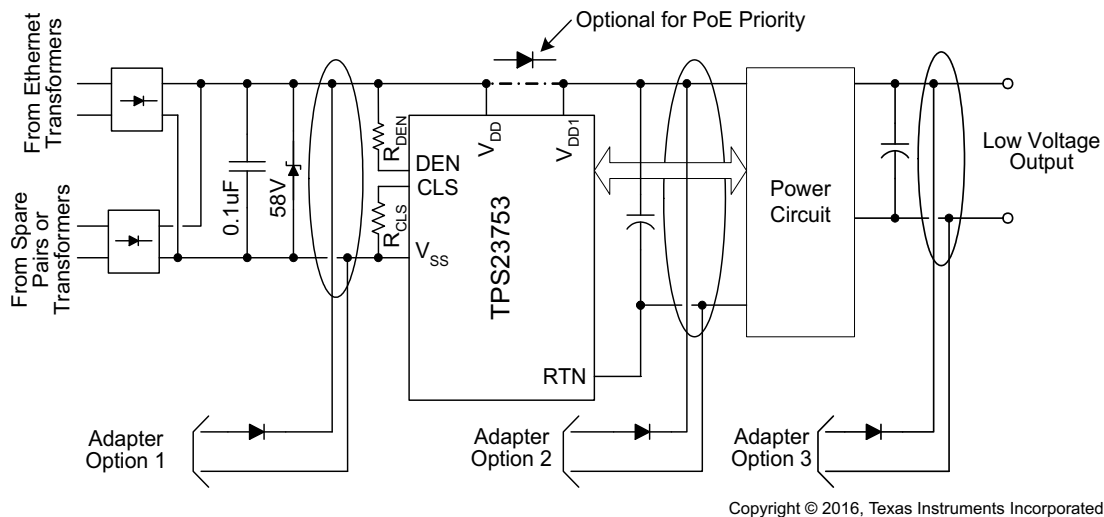 Optional for PoE Priority
From Ethernet
Transformers
From Spare
Pairs or
Transformers
0.1uF
58V
RDEN
RCLS
DEN
CLS
VSS
VDD
VDD1
TPS23753
RTN
Power
Circuit
Low Voltage
Output
Adapter
Option 1
Adapter
Option 2
Adapter
Option 3
Copyright © 2016, Texas Instruments Incorporated